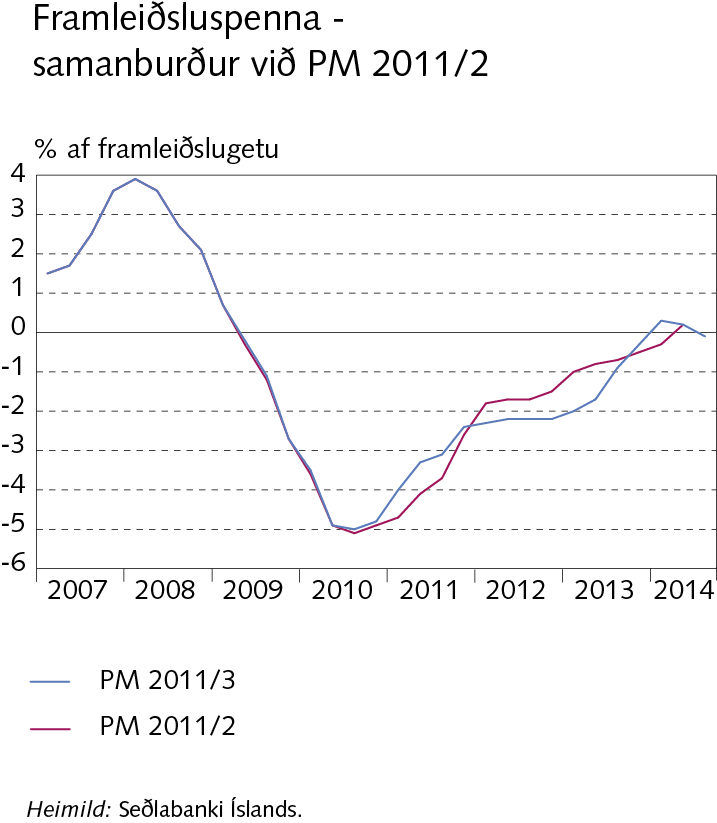 Framleiðsluspenna -
samanburður við PM 2011/2
% af framleiðslugetu
4
3
2
1
0
-1
-2
-3
-4
-5
-6
2007 2008 2009 2010 2011 2012 2013 2014
PM 2011/3
PM 2011/2
Heimild: Seðlabanki Íslands.